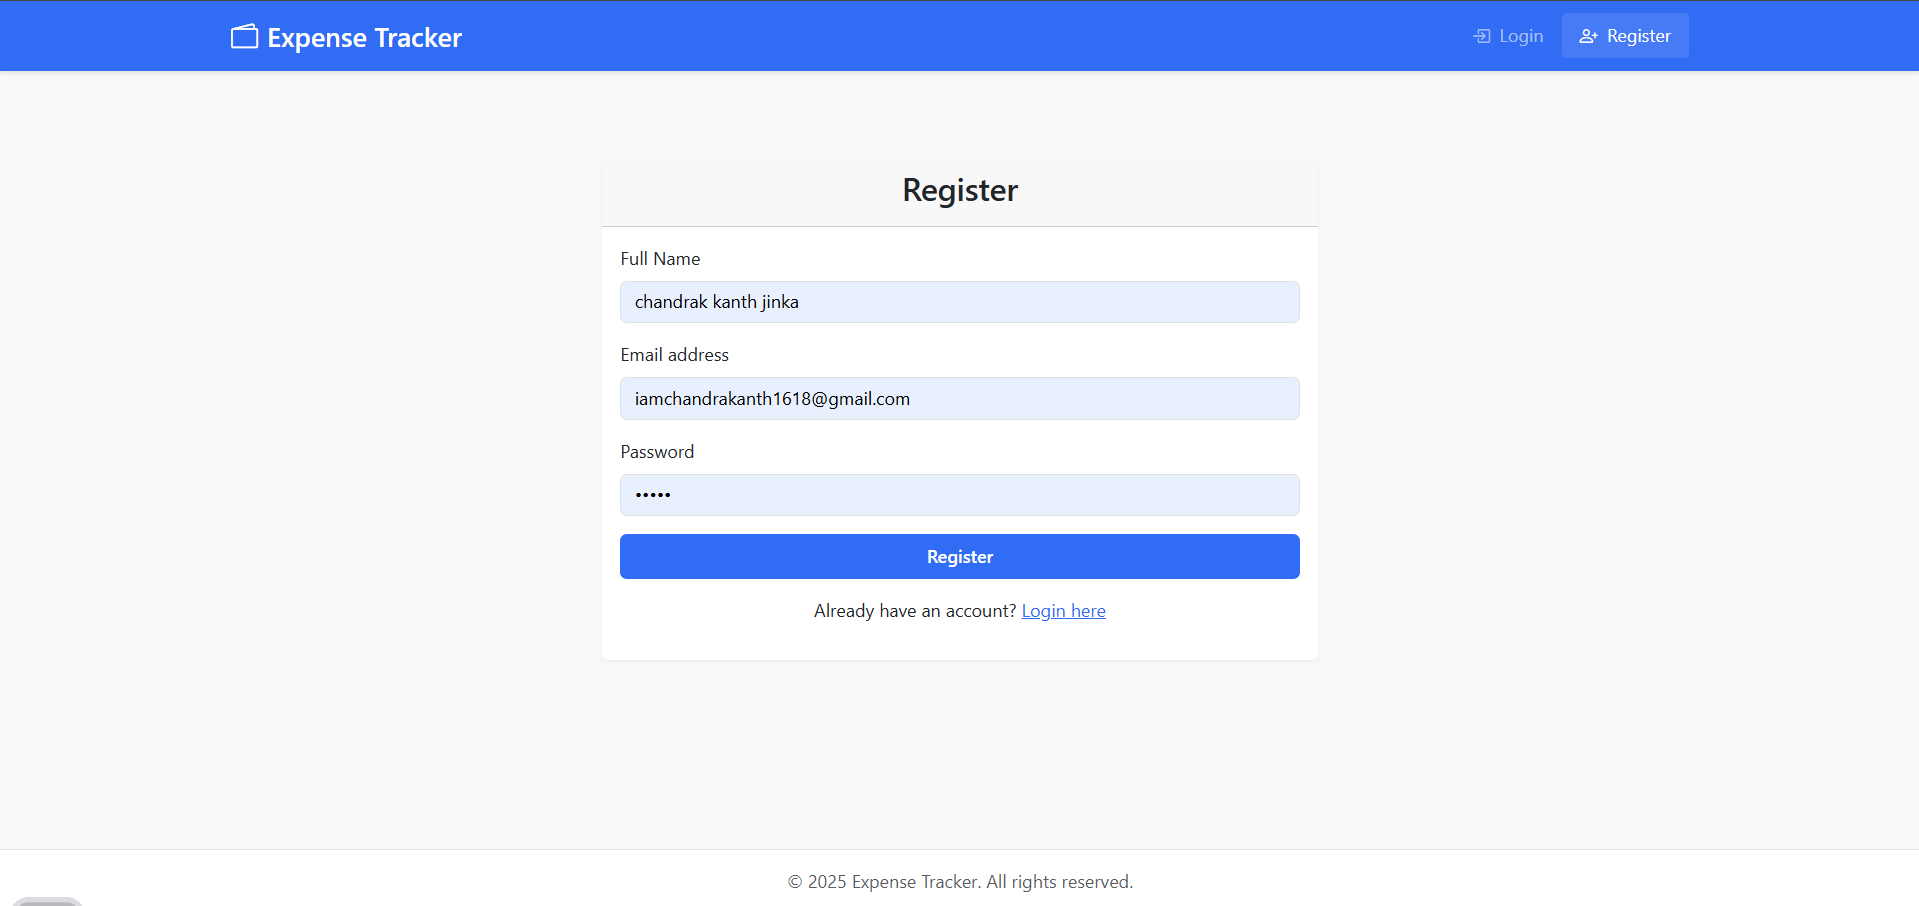 Expense Tracker
Login
Register
Register
Full Name
chandrak kanth jinka
Email address
iamchandrakanth1618@gmail.com
Password
•••••
Register
Already have an account? Login here
© 2025 Expense Tracker. All rights reserved.